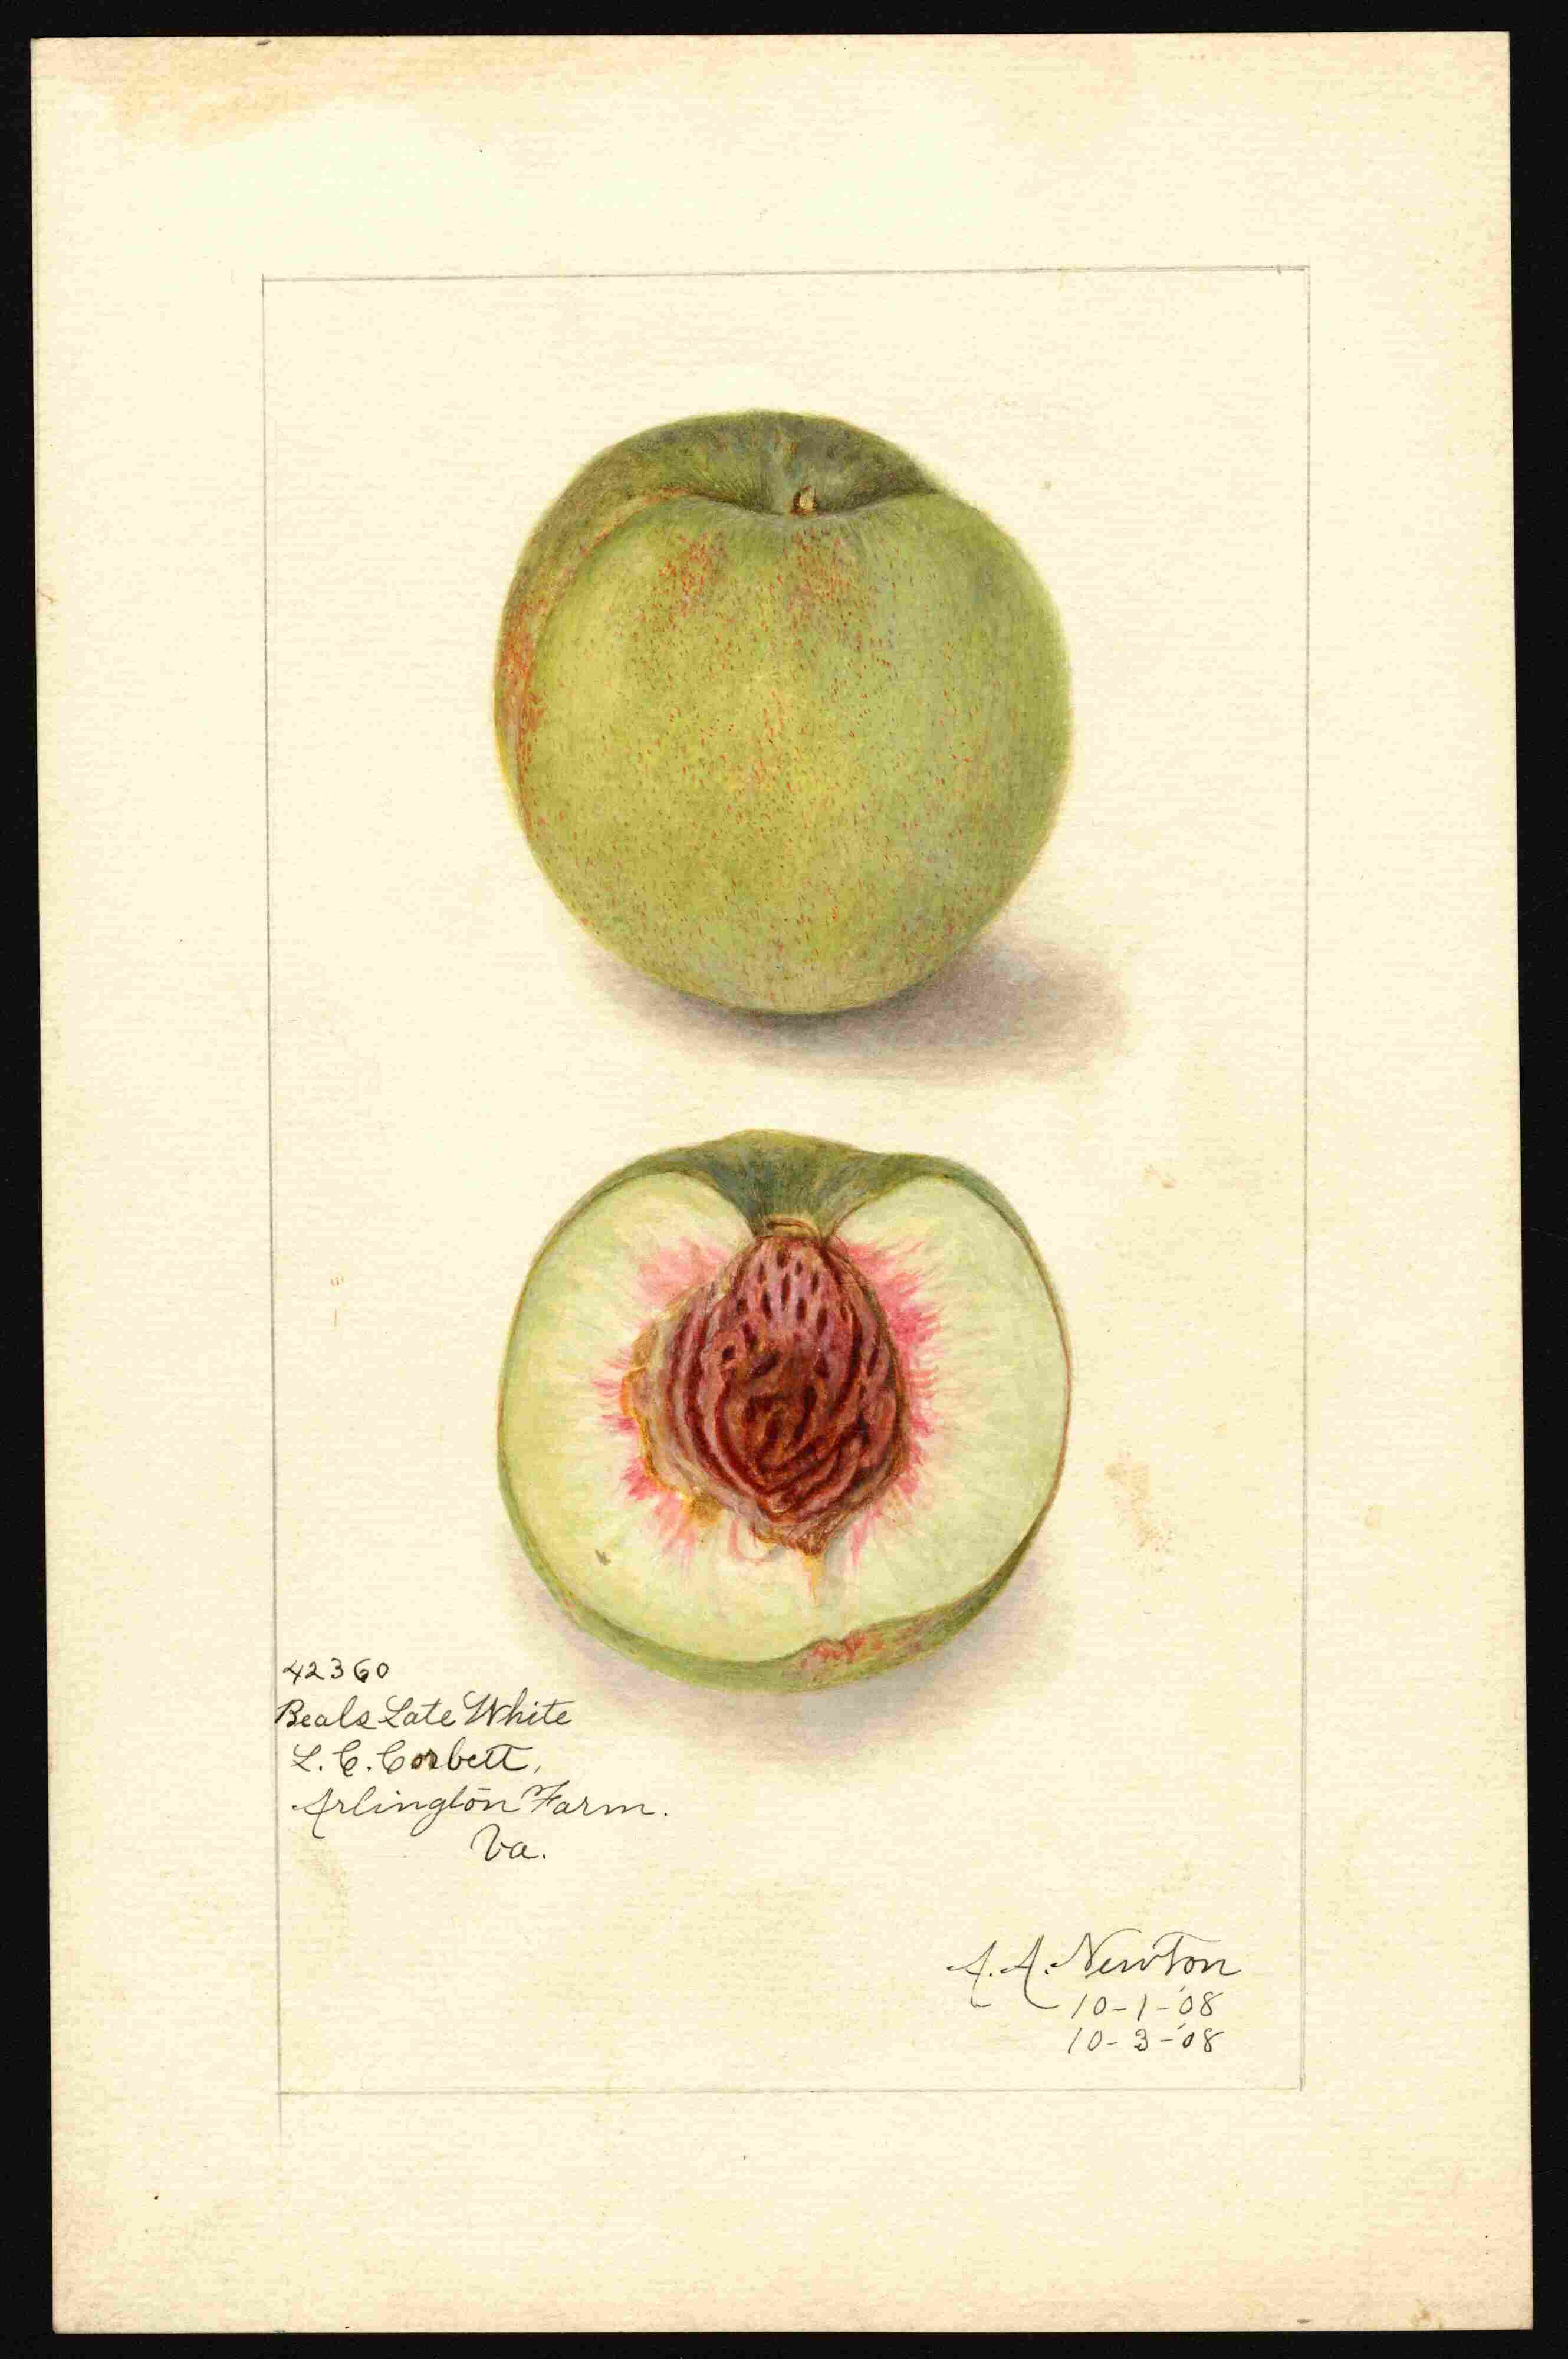 42360
Beals Late White
L. C. Corbett,
Arlington Farm.
Va.
A. A. Newton
10-1-'08
10-3-'08